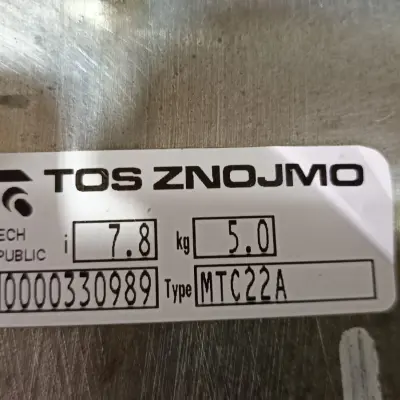 TOS ZNOJMO
ECH i 7.8 kg 5.0
PUBLIC
0000330989 Type MTC22A